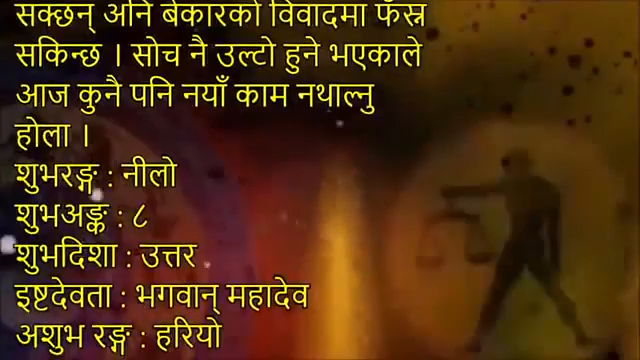 सक्छन् अनि बेकारको विवादमा फँस्न
सकिन्छ । सोच नै उल्टो हुने भएकाले
आज कुनै पनि नयाँ काम नथाल्नु
होला ।
शुभरङ्ग : नीलो
शुभअङ्क : ८
शुभदिशा : उत्तर
इष्टदेवता : भगवान् महादेव
अशुभ रङ्ग : हरियो